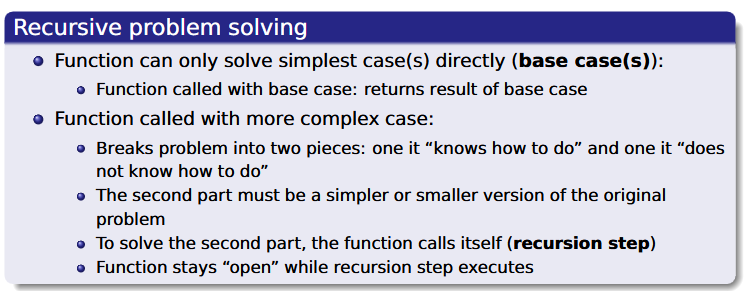 Recursive problem solving
Function can only solve simplest case(s) directly (base case(s)):
Function called with base case: returns result of base case
Function called with more complex case:
Breaks problem into two pieces: one it “knows how to do” and one it “does
not know how to do”
The second part must be a simpler or smaller version of the original
problem
To solve the second part, the function calls itself (recursion step)
Function stays “open” while recursion step executes